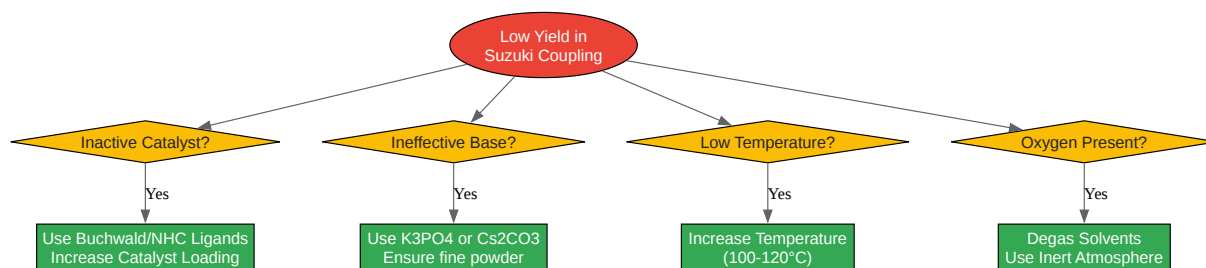 Low Yield in
Suzuki Coupling
Inactive Catalyst?
Ineffective Base?
Low Temperature?
Oxygen Present?
Yes
Yes
Yes
Yes
Use Buchwald/NHC Ligands
Increase Catalyst Loading
Use K3PO4 or Cs2CO3
Ensure fine powder
Increase Temperature
(100-120°C)
Degas Solvents
Use Inert Atmosphere